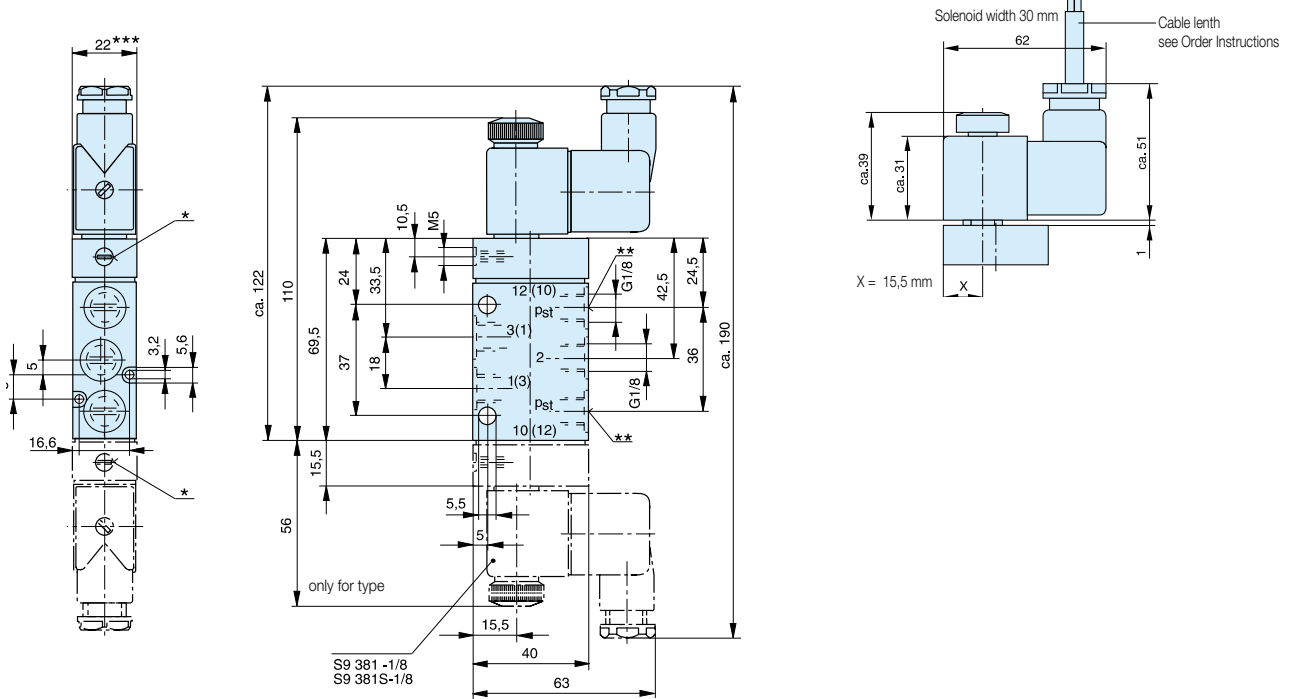 22***
*
5
3,2
5,6
16,6
*
ca. 122
110
69,5
24
33,5
10,5
M5
37
18
15,5
56
12 (10)
pst
3(1)
2
1(3)
pst
10 (12)
**
G1/8
42,5
24,5
36
G1/8
**
ca. 190
5,5
5
only for type
15,5
40
63
S9 381 -1/8
S9 381S-1/8
Solenoid width 30 mm
Cable lenth
see Order Instructions
62
ca.39
ca. 31
ca. 51
1
X = 15,5 mm
X